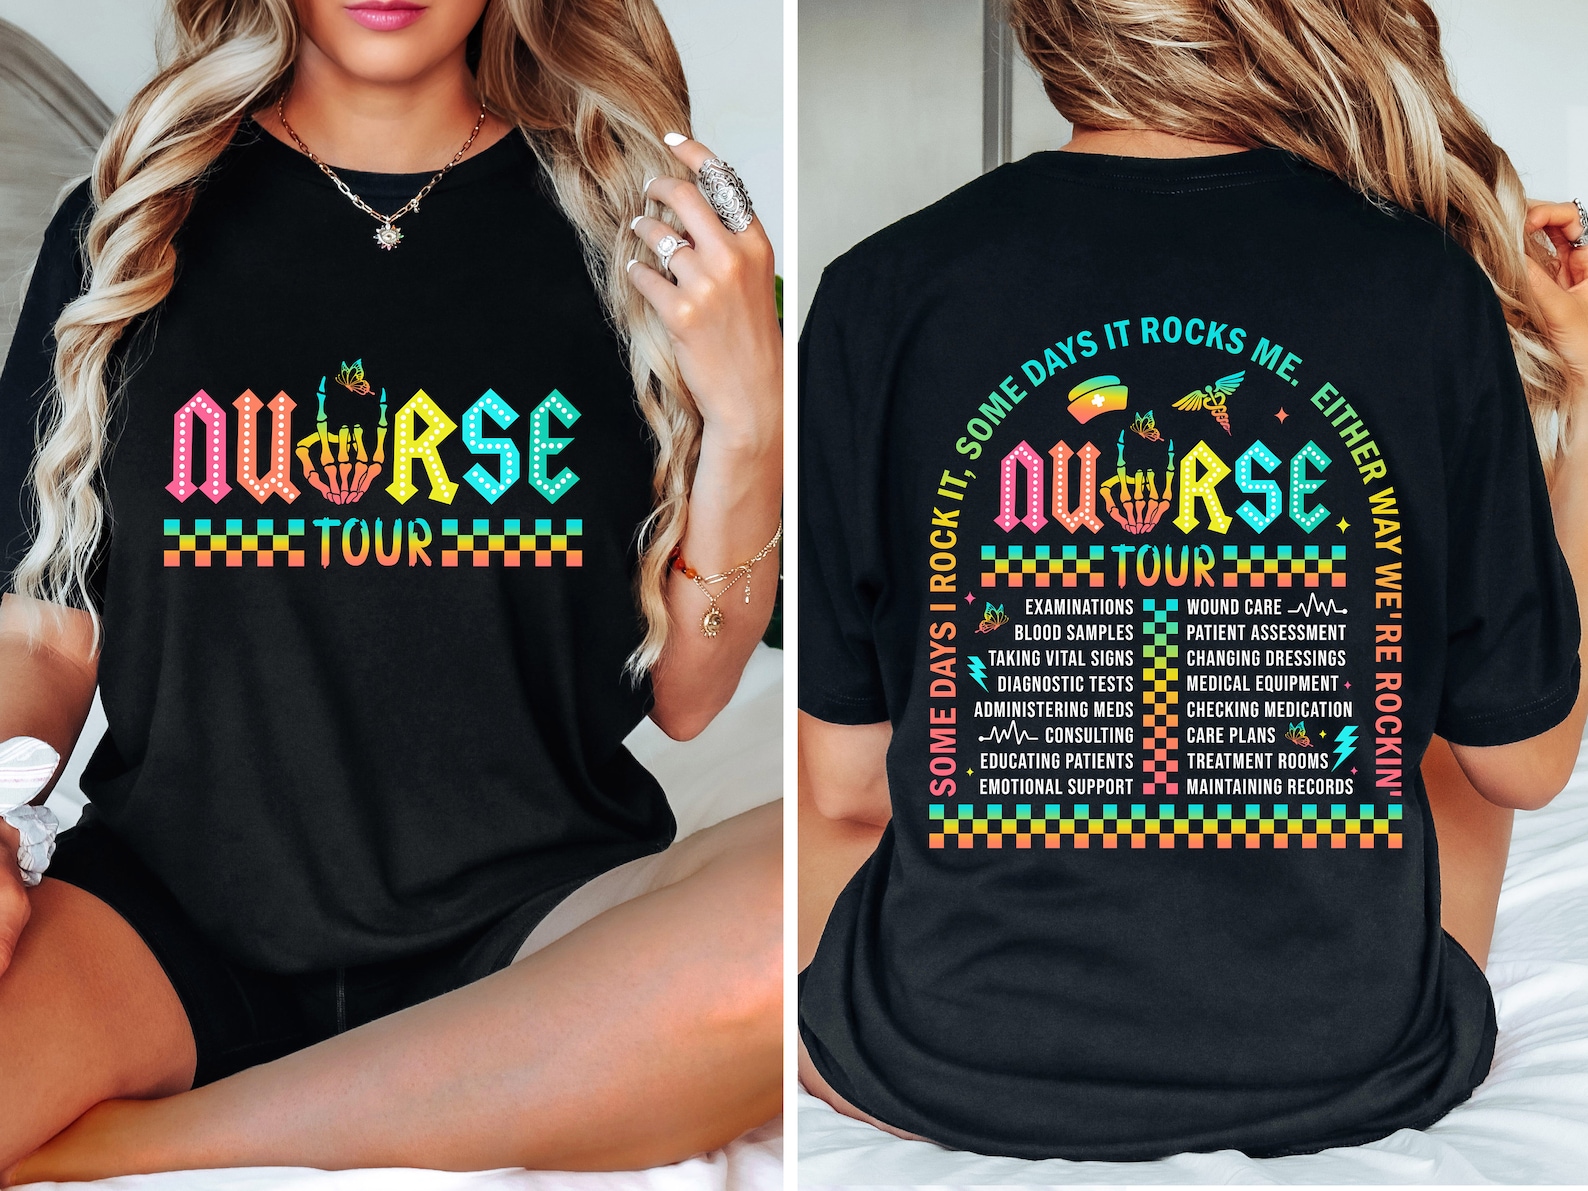 NURSE
TOUR
SOME DAYS I ROCK IT, SOME DAYS IT ROCKS ME. EITHER WAY WE'RE ROCKIN'
NURSE
TOUR
EXAMINATIONS
BLOOD SAMPLES
TAKING VITAL SIGNS
DIAGNOSTIC TESTS
ADMINISTERING MEDS
CONSULTING
EDUCATING PATIENTS
EMOTIONAL SUPPORT
WOUND CARE
PATIENT ASSESSMENT
CHANGING DRESSINGS
MEDICAL EQUIPMENT
CHECKING MEDICATION
CARE PLANS
TREATMENT ROOMS
MAINTAINING RECORDS